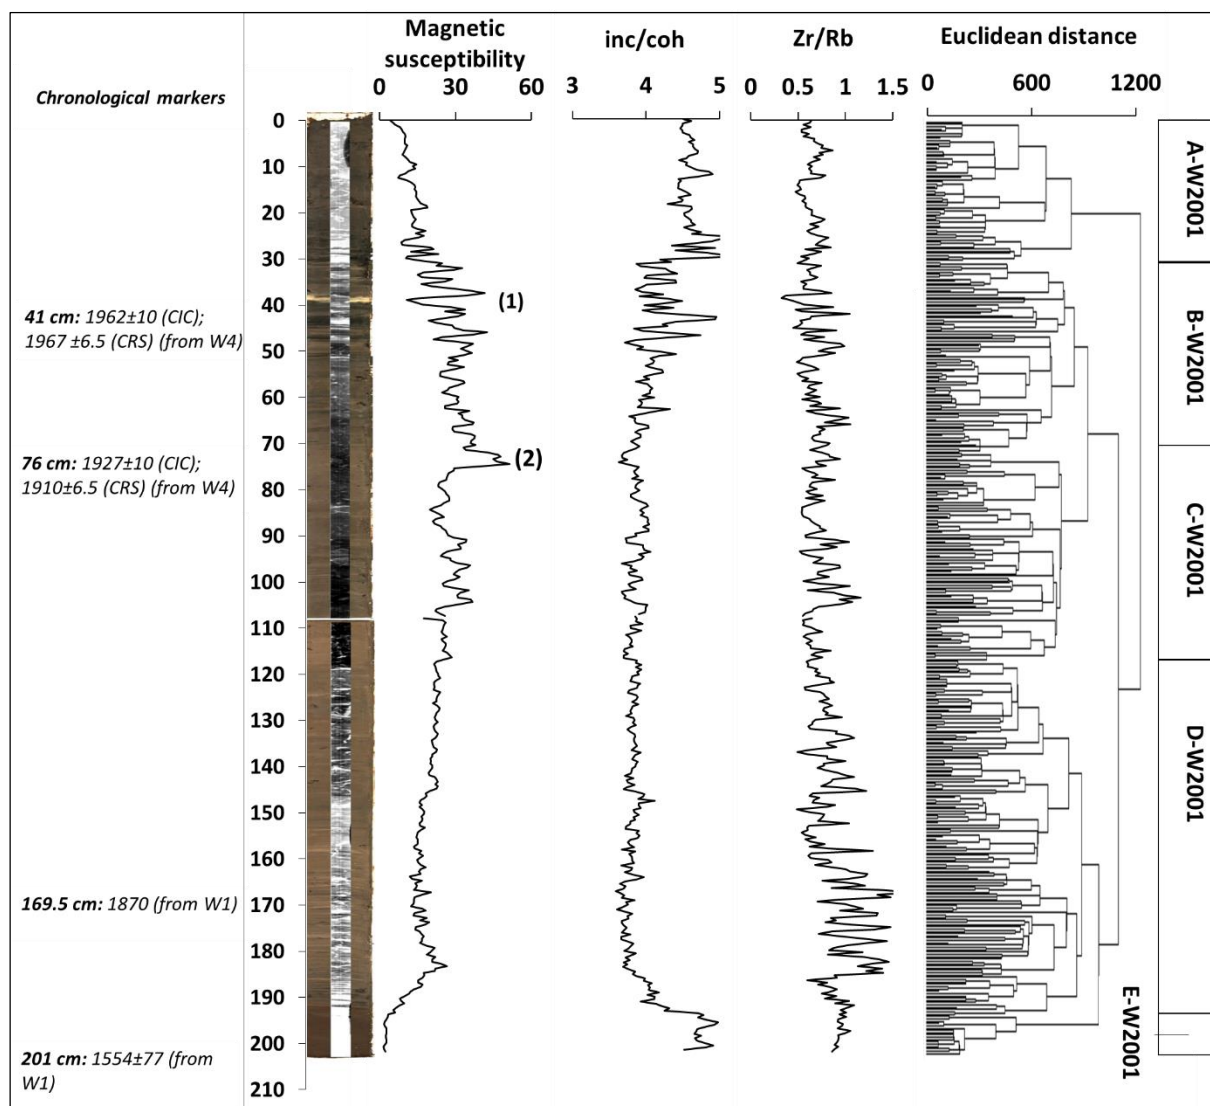 Magnetic
susceptibility
inc/coh
Zr/Rb
Euclidean distance
Chronological markers
0 30 60
3 4 5
0 0.5 1 1.5
0 600 1200
0
10
20
30
40
50
60
70
80
90
100
110
120
130
140
150
160
170
180
190
200
210
41 cm: 1962±10 (CIC);
1967 ±6.5 (CRS) (from W4)
76 cm: 1927±10 (CIC);
1910±6.5 (CRS) (from W4)
169.5 cm: 1870 (from W1)
201 cm: 1554±77 (from
W1)
(1)
(2)
A-W2001
B-W2001
C-W2001
D-W2001
E-W2001